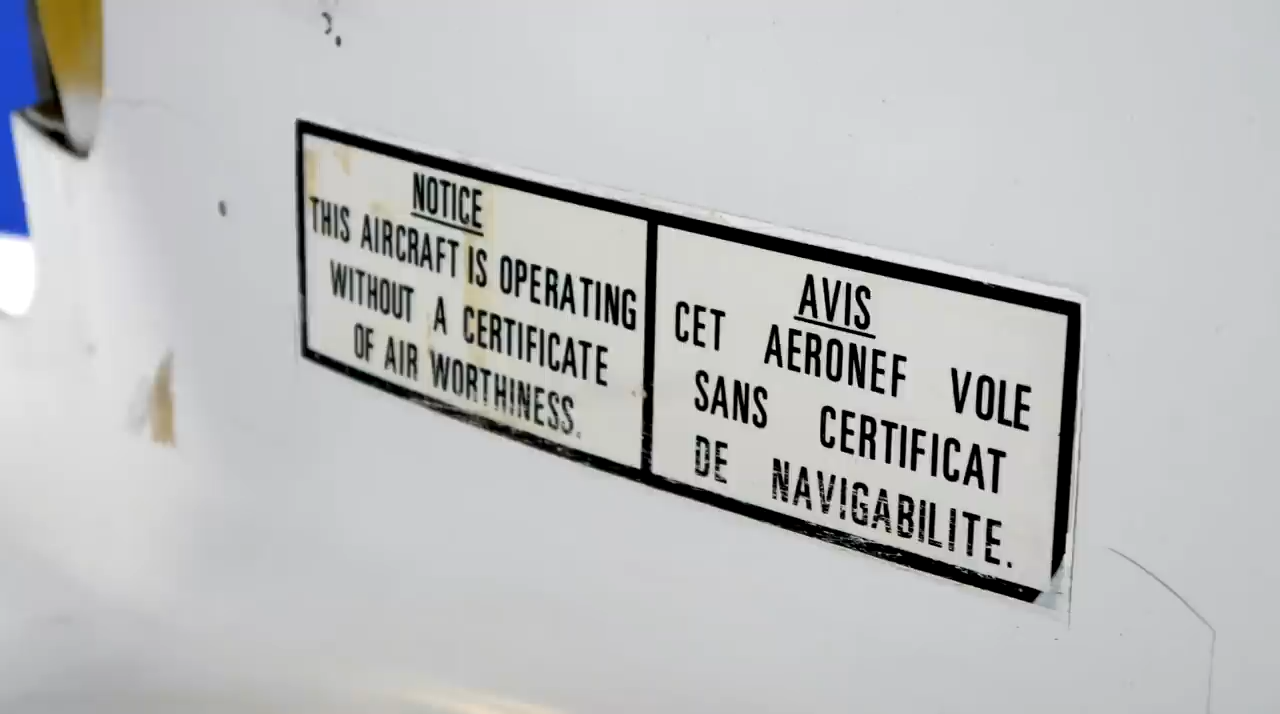 NOTICE
THIS AIRCRAFT IS OPERATING
WITHOUT A CERTIFICATE
OF AIR WORTHINESS.
AVIS
CET AERONEF VOLE
SANS CERTIFICAT
DE NAVIGABILITE.